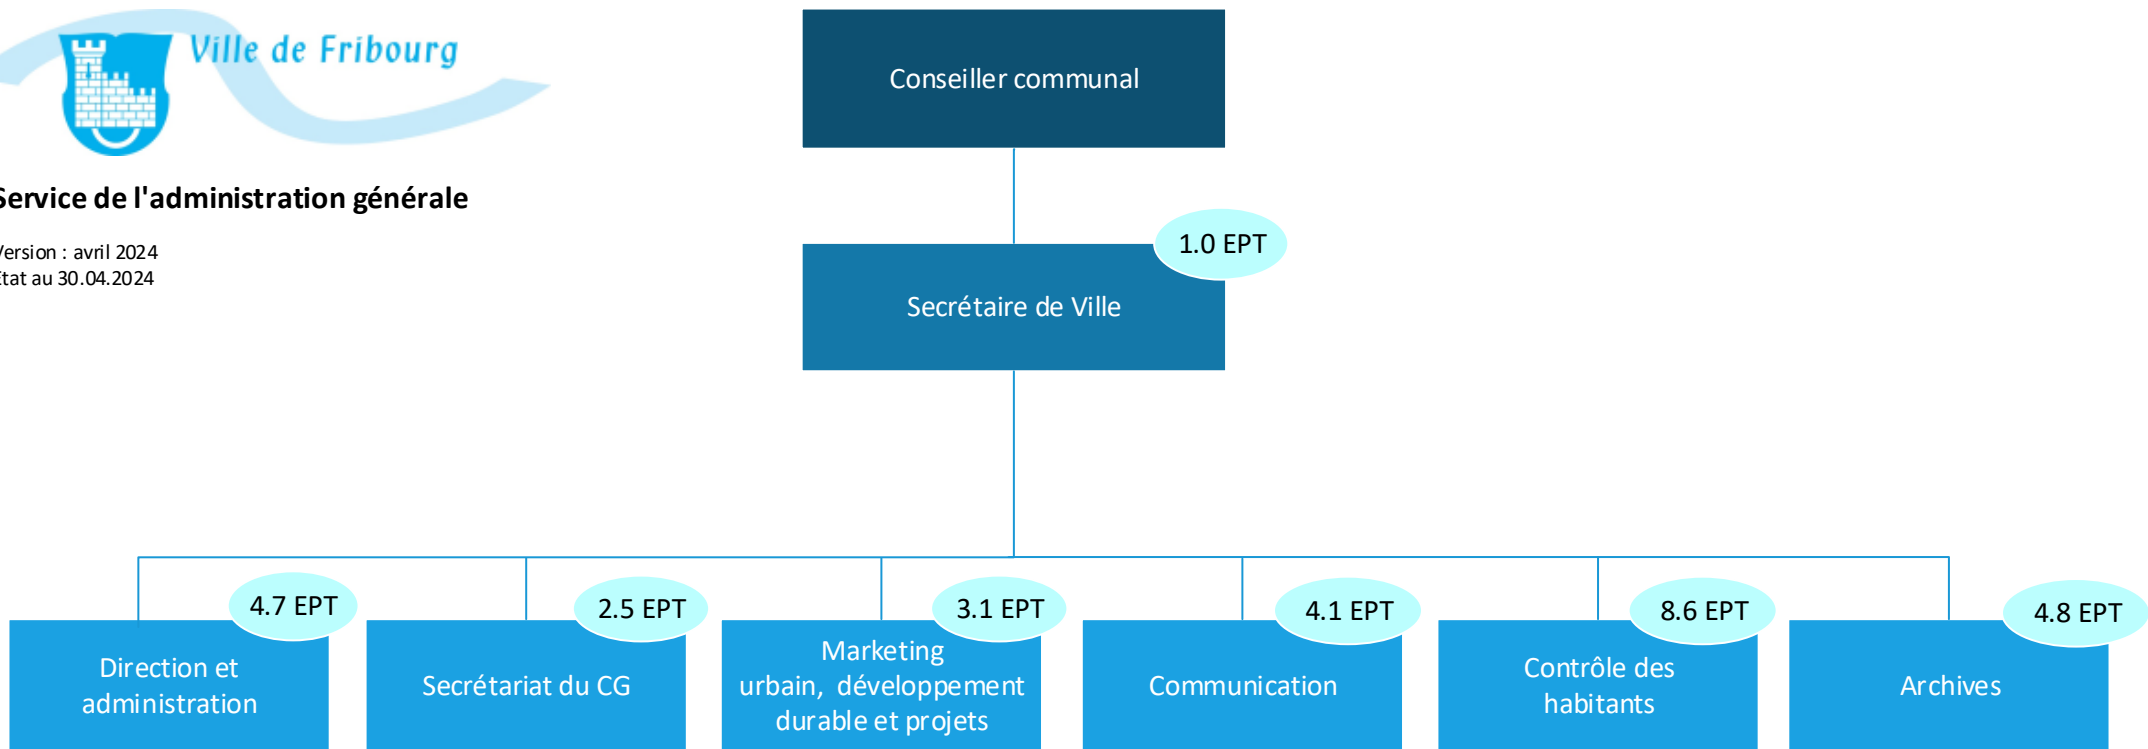 Ville de Fribourg
Service de l'administration générale
Version : avril 2024
Etat au 30.04.2024
Conseiller communal
1.0 EPT
Secrétaire de Ville
4.7 EPT
Direction et
administration
2.5 EPT
Secrétariat du CG
3.1 EPT
Marketing
urbain, développement
durable et projets
4.1 EPT
Communication
8.6 EPT
Contrôle des
habitants
4.8 EPT
Archives